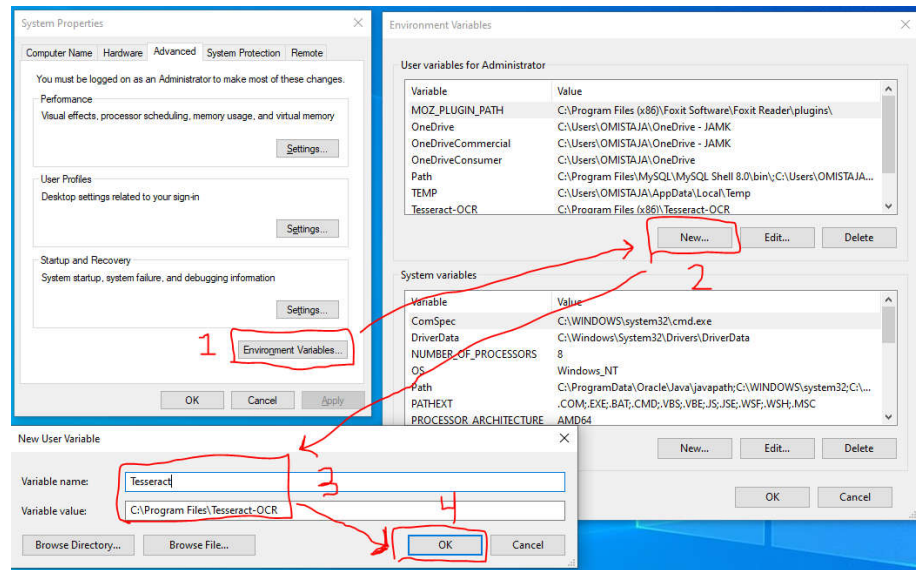 System Properties
Computer Name Hardware Advanced System Protection Remote
You must be logged on as an Administrator to make most of these changes.
Performance
Visual effects, processor scheduling, memory usage, and virtual memory
Settings...
User Profiles
Desktop settings related to your sign-in
Settings...
Startup and Recovery
System startup, system failure, and debugging information
Settings...
1
Environment Variables...
OK Cancel Apply
Environment Variables
User variables for Administrator
Variable Value
MOZ_PLUGIN_PATH C:\Program Files (x86)\Foxit Software\Foxit Reader\plugins\
OneDrive C:\Users\OMISTAJA\OneDrive - JAMK
OneDriveCommercial C:\Users\OMISTAJA\OneDrive - JAMK
OneDriveConsumer C:\Users\OMISTAJA\OneDrive
Path C:\Program Files\MySQL\MySQL Shell 8.0\bin\;C:\Users\OMISTAJA...
TEMP C:\Users\OMISTAJA\AppData\Local\Temp
Tesseract-OCR C:\Program Files (x86)\Tesseract-OCR
New... Edit... Delete
2
System variables
Variable Value
ComSpec C:\WINDOWS\system32\cmd.exe
DriverData C:\Windows\System32\Drivers\DriverData
NUMBER_OF_PROCESSORS 8
OS Windows_NT
Path C:\ProgramData\Oracle\Java\javapath;C:\WINDOWS\system32;C:\...
PATHEXT .COM;.EXE;.BAT;.CMD;.VBS;.VBE;.JS;.JSE;.WSF;.WSH;.MSC
PROCESSOR_ARCHITECTURE AMD64
New... Edit... Delete
OK Cancel
New User Variable
Variable name: Tesseract
3
Variable value: C:\Program Files\Tesseract-OCR
4
Browse Directory... Browse File... OK Cancel